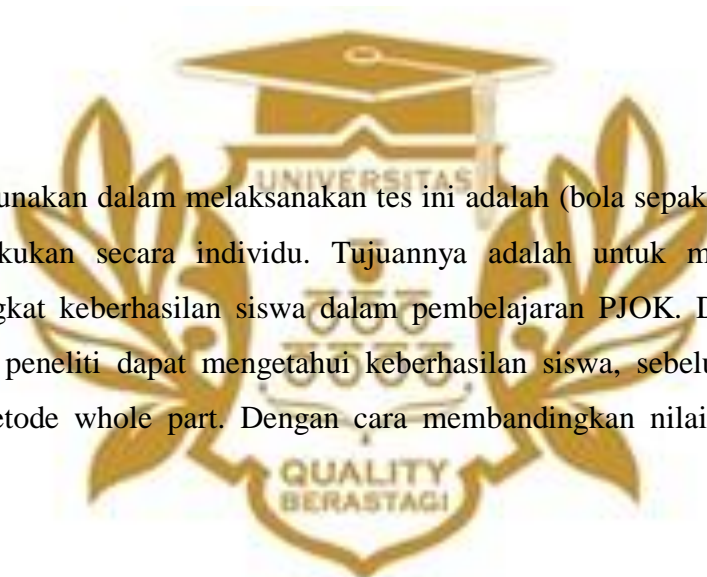 UNIVERSITAS
unakan dalam melaksanakan tes ini adalah (bola sepak
kukan secara individu. Tujuannya adalah untuk m
gkat keberhasilan siswa dalam pembelajaran PJOK. D
peneliti dapat mengetahui keberhasilan siswa, sebelu
etode whole part. Dengan cara membandingkan nilai
QUALITY
BERASTAGI